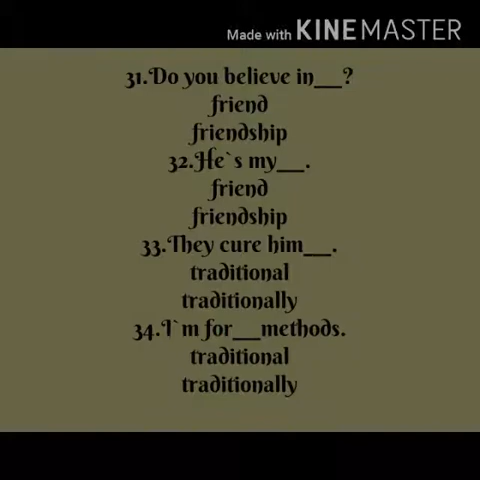 Made with KINEMASTER
31.Do you believe in__?
friend
friendship
32.He`s my__.
friend
friendship
33.They cure him__.
traditional
traditionally
34.I`m for__methods.
traditional
traditionally